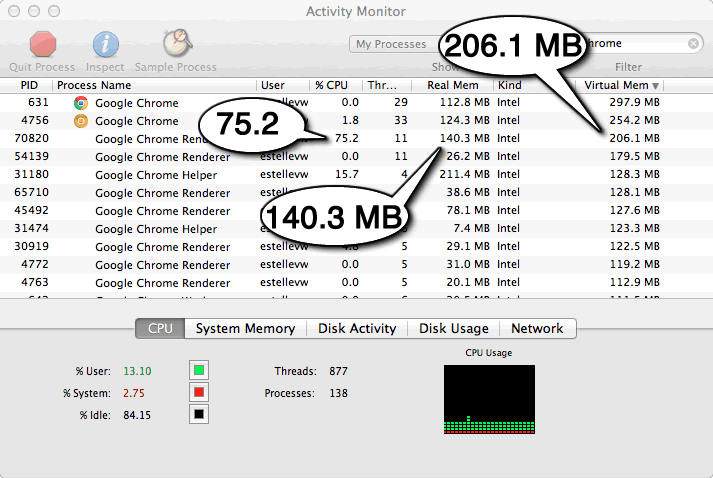 Activity Monitor
Quit Process Inspect Sample Process My Processes hrome
Filter
PID Process Name User % CPU Thr... Real Mem Kind Virtual Mem ▼
631 Google Chrome estellevw 0.0 29 112.8 MB Intel 297.9 MB
4756 Google Chrome 1.8 33 124.3 MB Intel 254.2 MB
70820 Google Chrome Rend 75.2 11 140.3 MB Intel 206.1 MB
54139 Google Chrome Renderer estellevw 0.0 11 26.2 MB Intel 179.5 MB
31180 Google Chrome Helper estellevw 15.7 4 211.4 MB Intel 128.3 MB
65710 Google Chrome Renderer 38.6 MB Intel 128.1 MB
45492 Google Chrome Renderer 78.1 MB Intel 127.6 MB
31474 Google Chrome Helper 7.4 MB Intel 123.3 MB
30919 Google Chrome Renderer estellevw 4.8 5 29.1 MB Intel 122.5 MB
4772 Google Chrome Renderer estellevw 0.0 5 31.0 MB Intel 119.2 MB
4763 Google Chrome Renderer estellevw 0.0 5 20.1 MB Intel 112.9 MB
206.1 MB
75.2
140.3 MB
CPU System Memory Disk Activity Disk Usage Network
CPU Usage
% User: 13.10 Threads: 877
% System: 2.75 Processes: 138
% Idle: 84.15